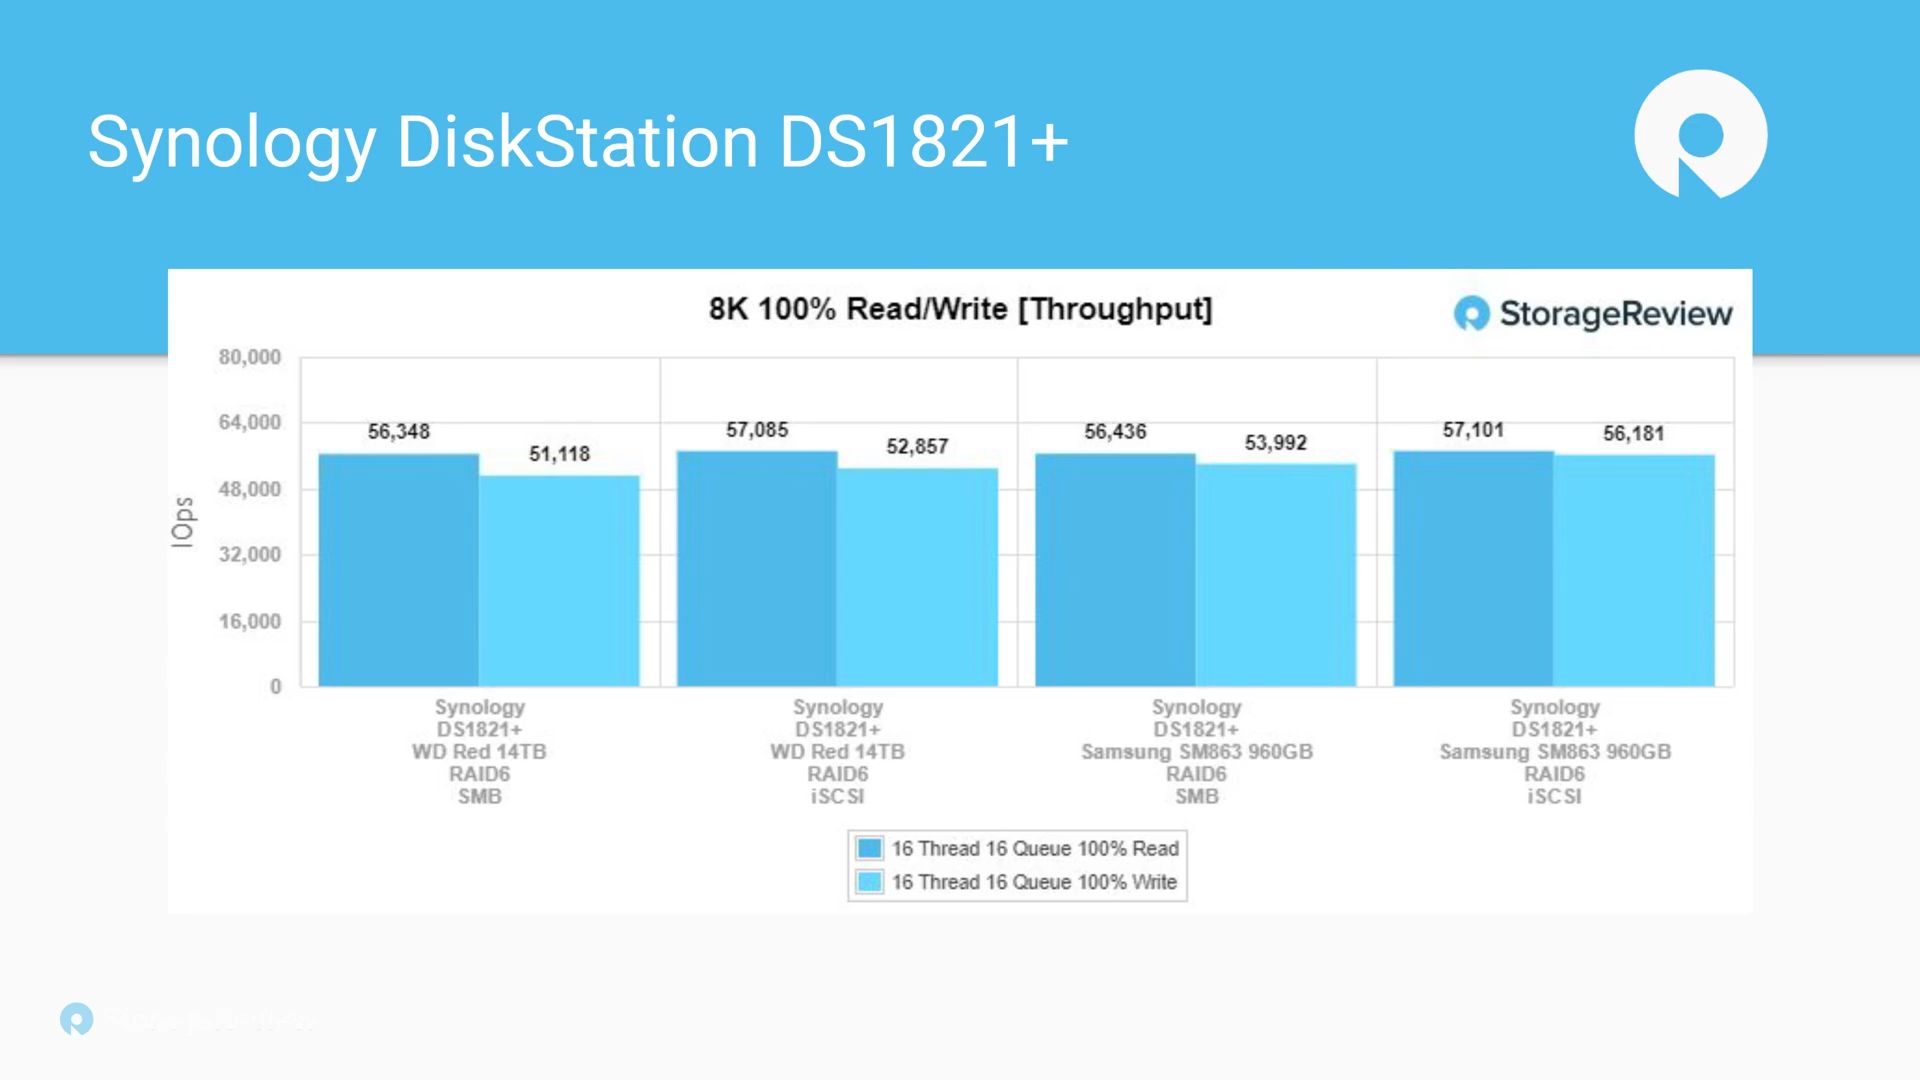 Synology DiskStation DS1821+
8K 100% Read/Write [Throughput]
StorageReview
80,000
64,000
48,000
32,000
16,000
0
IOps
56,348
51,118
57,085
52,857
56,436
53,992
57,101
56,181
Synology
DS1821+
WD Red 14TB
RAID6
SMB
Synology
DS1821+
WD Red 14TB
RAID6
iSCSI
Synology
DS1821+
Samsung SM863 960GB
RAID6
SMB
Synology
DS1821+
Samsung SM863 960GB
RAID6
iSCSI
16 Thread 16 Queue 100% Read
16 Thread 16 Queue 100% Write